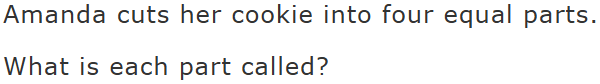 Amanda cuts her cookie into four equal parts.
What is each part called?